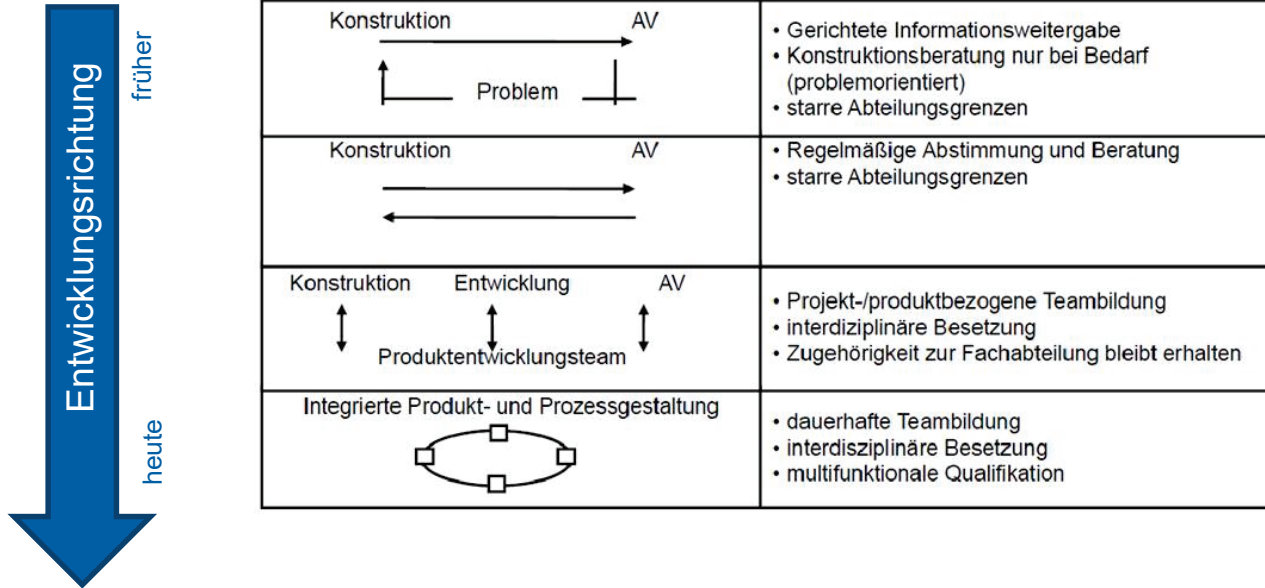 Entwicklungsrichtung
früher
heute
Konstruktion AV
Problem
• Gerichtete Informationsweitergabe
• Konstruktionsberatung nur bei Bedarf
(problemorientiert)
• starre Abteilungsgrenzen
Konstruktion AV
• Regelmäßige Abstimmung und Beratung
• starre Abteilungsgrenzen
Konstruktion Entwicklung AV
Produktentwicklungsteam
• Projekt-/produktbezogene Teambildung
• interdiziplinäre Besetzung
• Zugehörigkeit zur Fachabteilung bleibt erhalten
Integrierte Produkt- und Prozessgestaltung
• dauerhafte Teambildung
• interdisziplinäre Besetzung
• multifunktionale Qualifikation